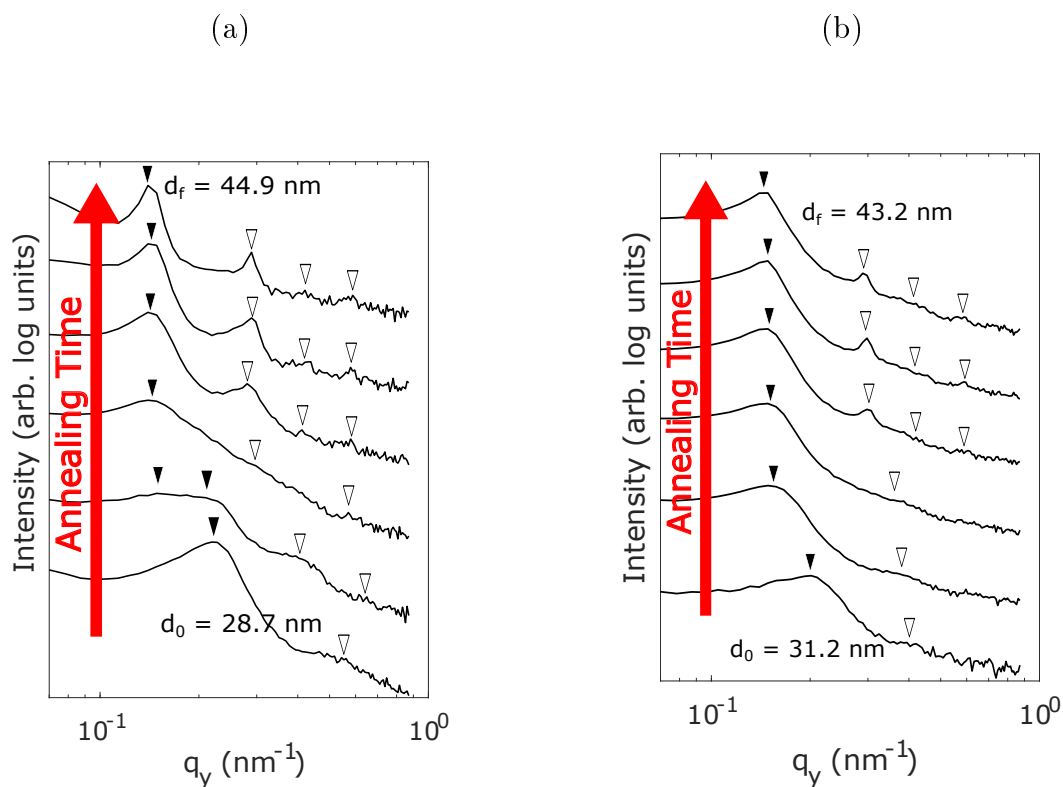 (a)
(b)
d_f = 44.9 nm
d_0 = 28.7 nm
Annealing Time
Intensity (arb. log units)
10^-1
10^0
q_y (nm^-1)
d_f = 43.2 nm
d_0 = 31.2 nm
Annealing Time
Intensity (arb. log units)
10^-1
10^0
q_y (nm^-1)